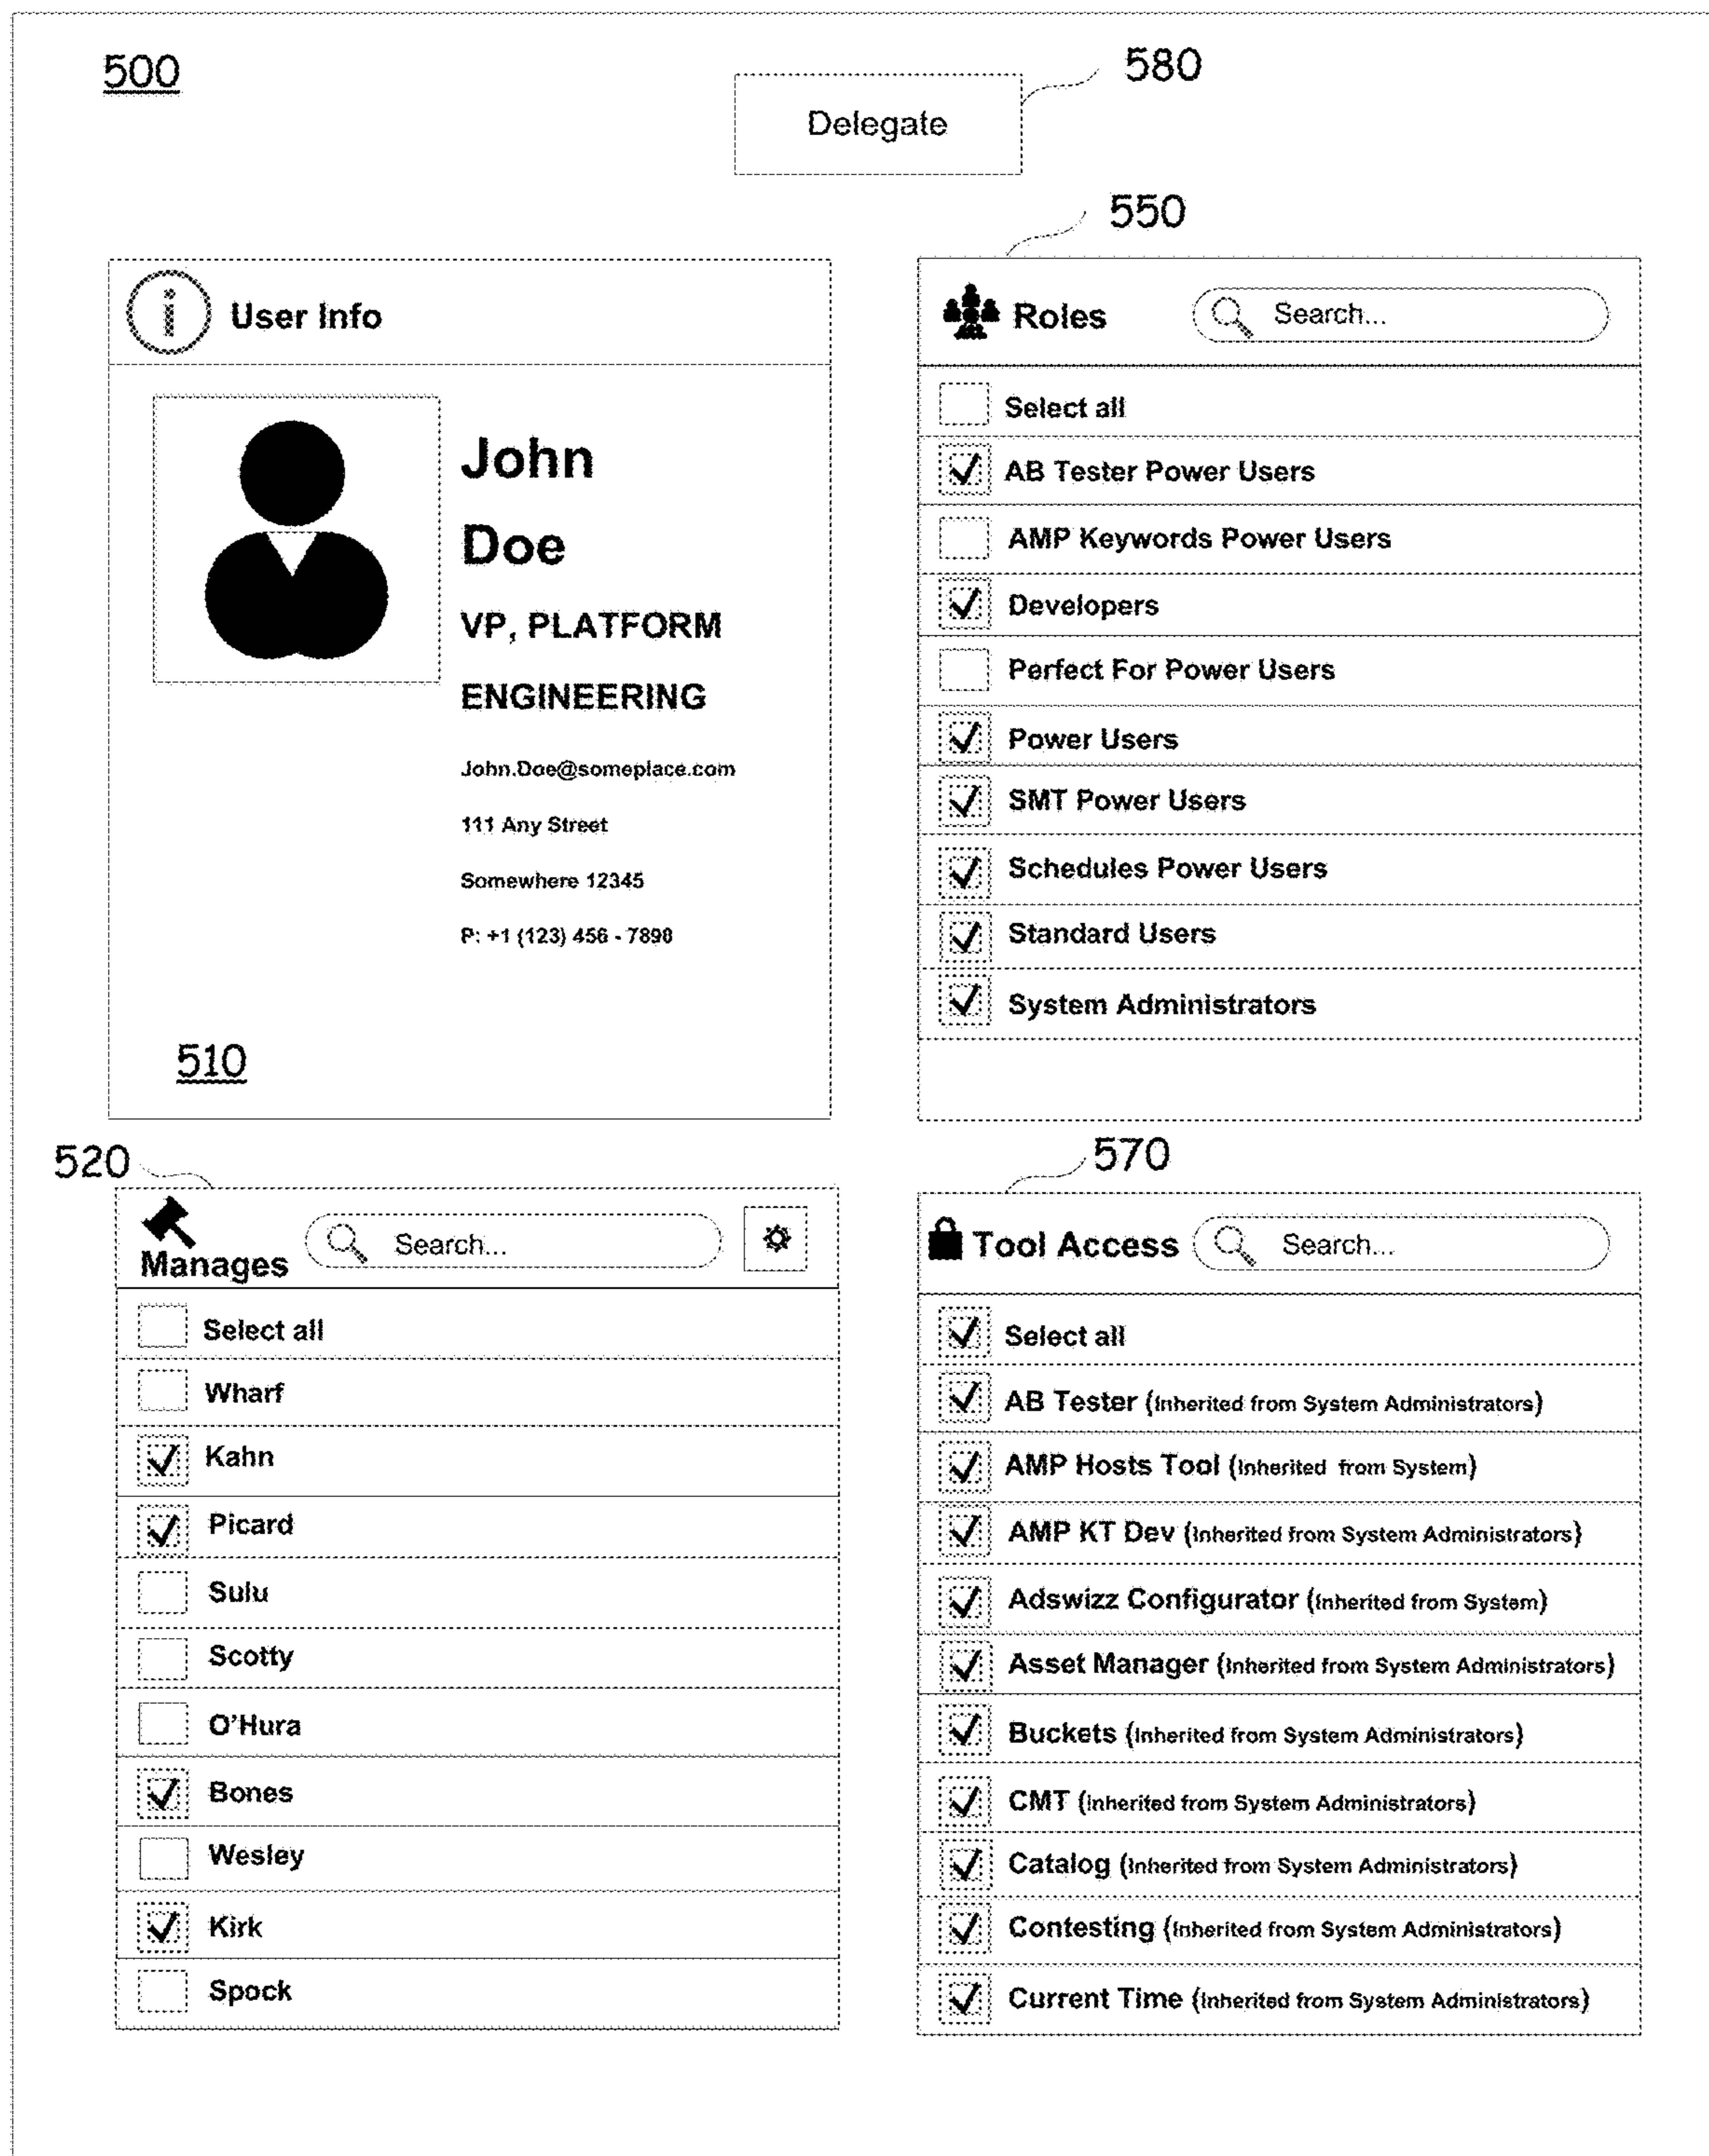 500
580
Delegate
550
User Info
John
Doe
VP, PLATFORM
ENGINEERING
John.Doe@someplace.com
111 Any Street
Somewhere 12345
P: +1 (123) 456 - 7898
510
Roles Search...
Select all
AB Tester Power Users
AMP Keywords Power Users
Developers
Perfect For Power Users
Power Users
SMT Power Users
Schedules Power Users
Standard Users
System Administrators
520
Manages Search...
Select all
Wharf
Kahn
Picard
Sulu
Scotty
O'Hura
Bones
Wesley
Kirk
Spock
570
Tool Access Search...
Select all
AB Tester (Inherited from System Administrators)
AMP Hosts Tool (Inherited from System)
AMP KT Dev (Inherited from System Administrators)
Adswizz Configurator (Inherited from System)
Asset Manager (Inherited from System Administrators)
Buckets (Inherited from System Administrators)
CMT (Inherited from System Administrators)
Catalog (Inherited from System Administrators)
Contesting (Inherited from System Administrators)
Current Time (Inherited from System Administrators)